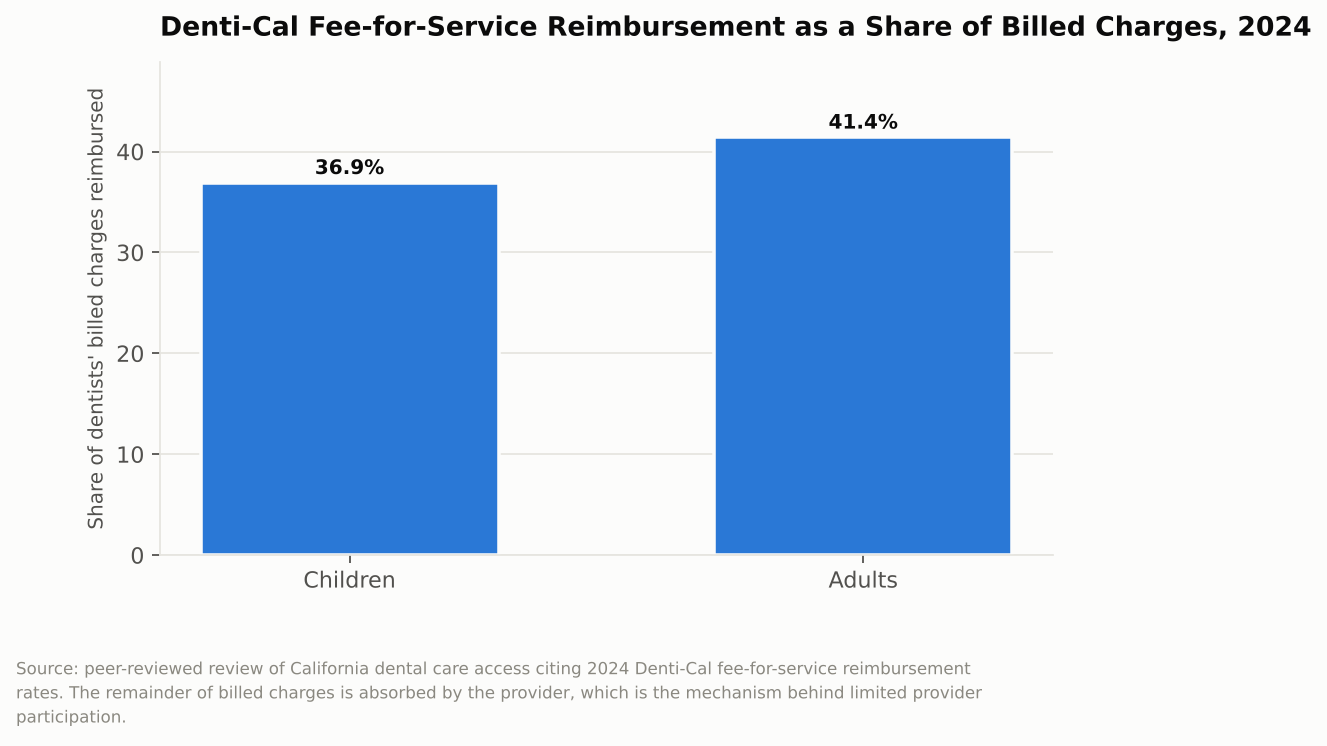 Denti-Cal Fee-for-Service Reimbursement as a Share of Billed Charges, 2024
Share of dentists' billed charges reimbursed
40
30
20
10
0
36.9%
41.4%
Children
Adults
Source: peer-reviewed review of California dental care access citing 2024 Denti-Cal fee-for-service reimbursement
rates. The remainder of billed charges is absorbed by the provider, which is the mechanism behind limited provider
participation.